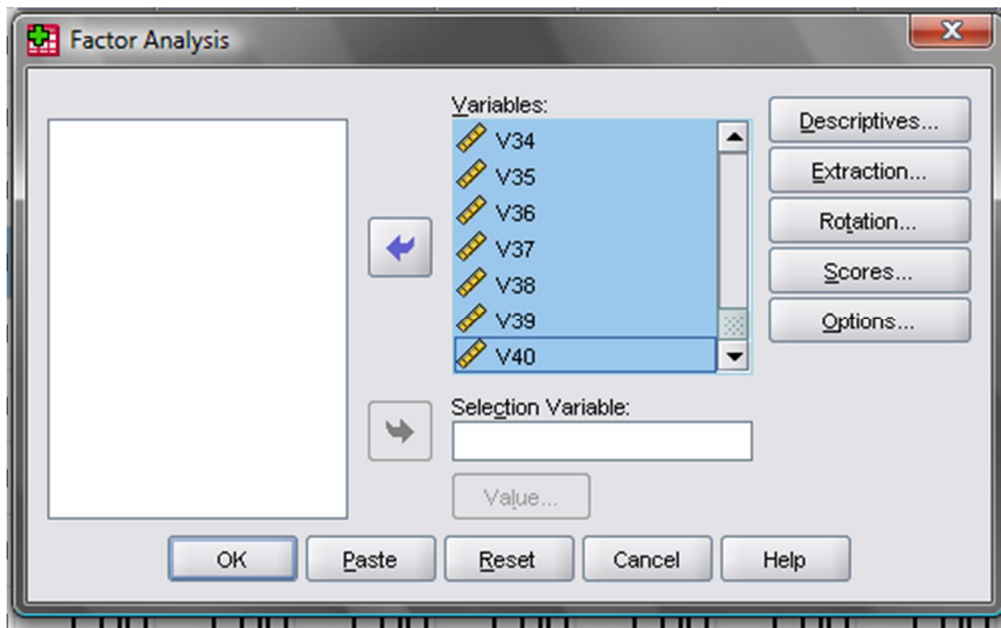 Factor Analysis
Variables:
V34
V35
V36
V37
V38
V39
V40
Selection Variable:
Value...
Descriptives...
Extraction...
Rotation...
Scores...
Options...
OK
Paste
Reset
Cancel
Help